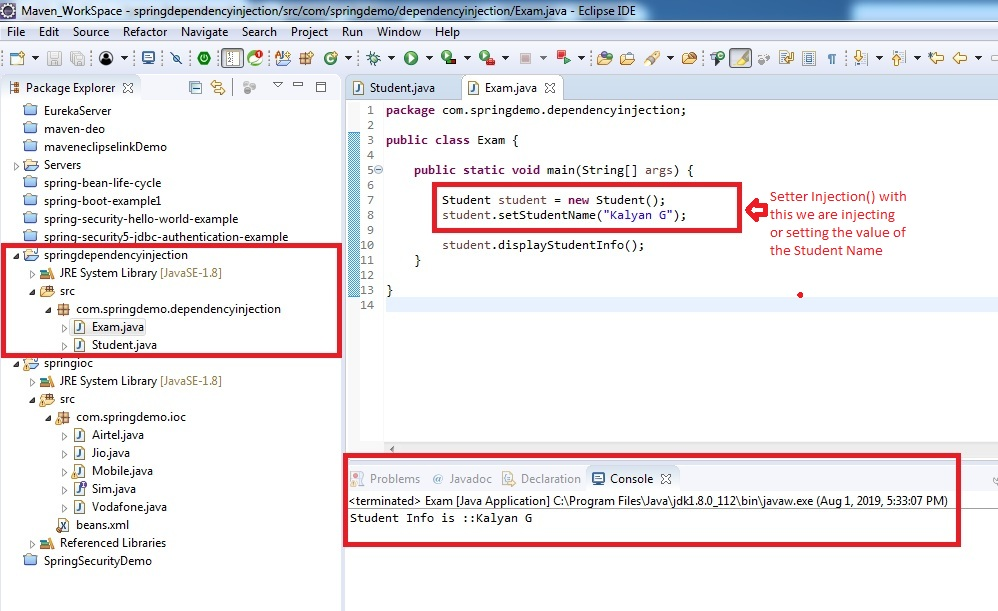 Maven_WorkSpace - springdependencyinjection/src/com/springdemo/dependencyinjection/Exam.java - Eclipse IDE
File Edit Source Refactor Navigate Search Project Run Window Help
Package Explorer
EurekaServer
maven-deo
maveneclipselinkDemo
Servers
spring-bean-life-cycle
spring-boot-example1
spring-security-hello-world-example
spring-security5-jdbc-authentication-example
springdependencyinjection
JRE System Library [JavaSE-1.8]
src
com.springdemo.dependencyinjection
Exam.java
Student.java
springioc
JRE System Library [JavaSE-1.8]
src
com.springdemo.ioc
Airtel.java
Jio.java
Mobile.java
Sim.java
Vodafone.java
beans.xml
Referenced Libraries
SpringSecurityDemo
Student.java Exam.java
1 package com.springdemo.dependencyinjection;
2
3 public class Exam {
4
5 public static void main(String[] args) {
6
7 Student student = new Student();
8 student.setStudentName("Kalyan G");
9
10 student.displayStudentInfo();
11 }
12
13 }
14
Setter Injection() with
this we are injecting
or setting the value of
the Student Name
Problems @ Javadoc Declaration Console
<terminated> Exam [Java Application] C:\Program Files\Java\jdk1.8.0_112\bin\javaw.exe (Aug 1, 2019, 5:33:07 PM)
Student Info is ::Kalyan G